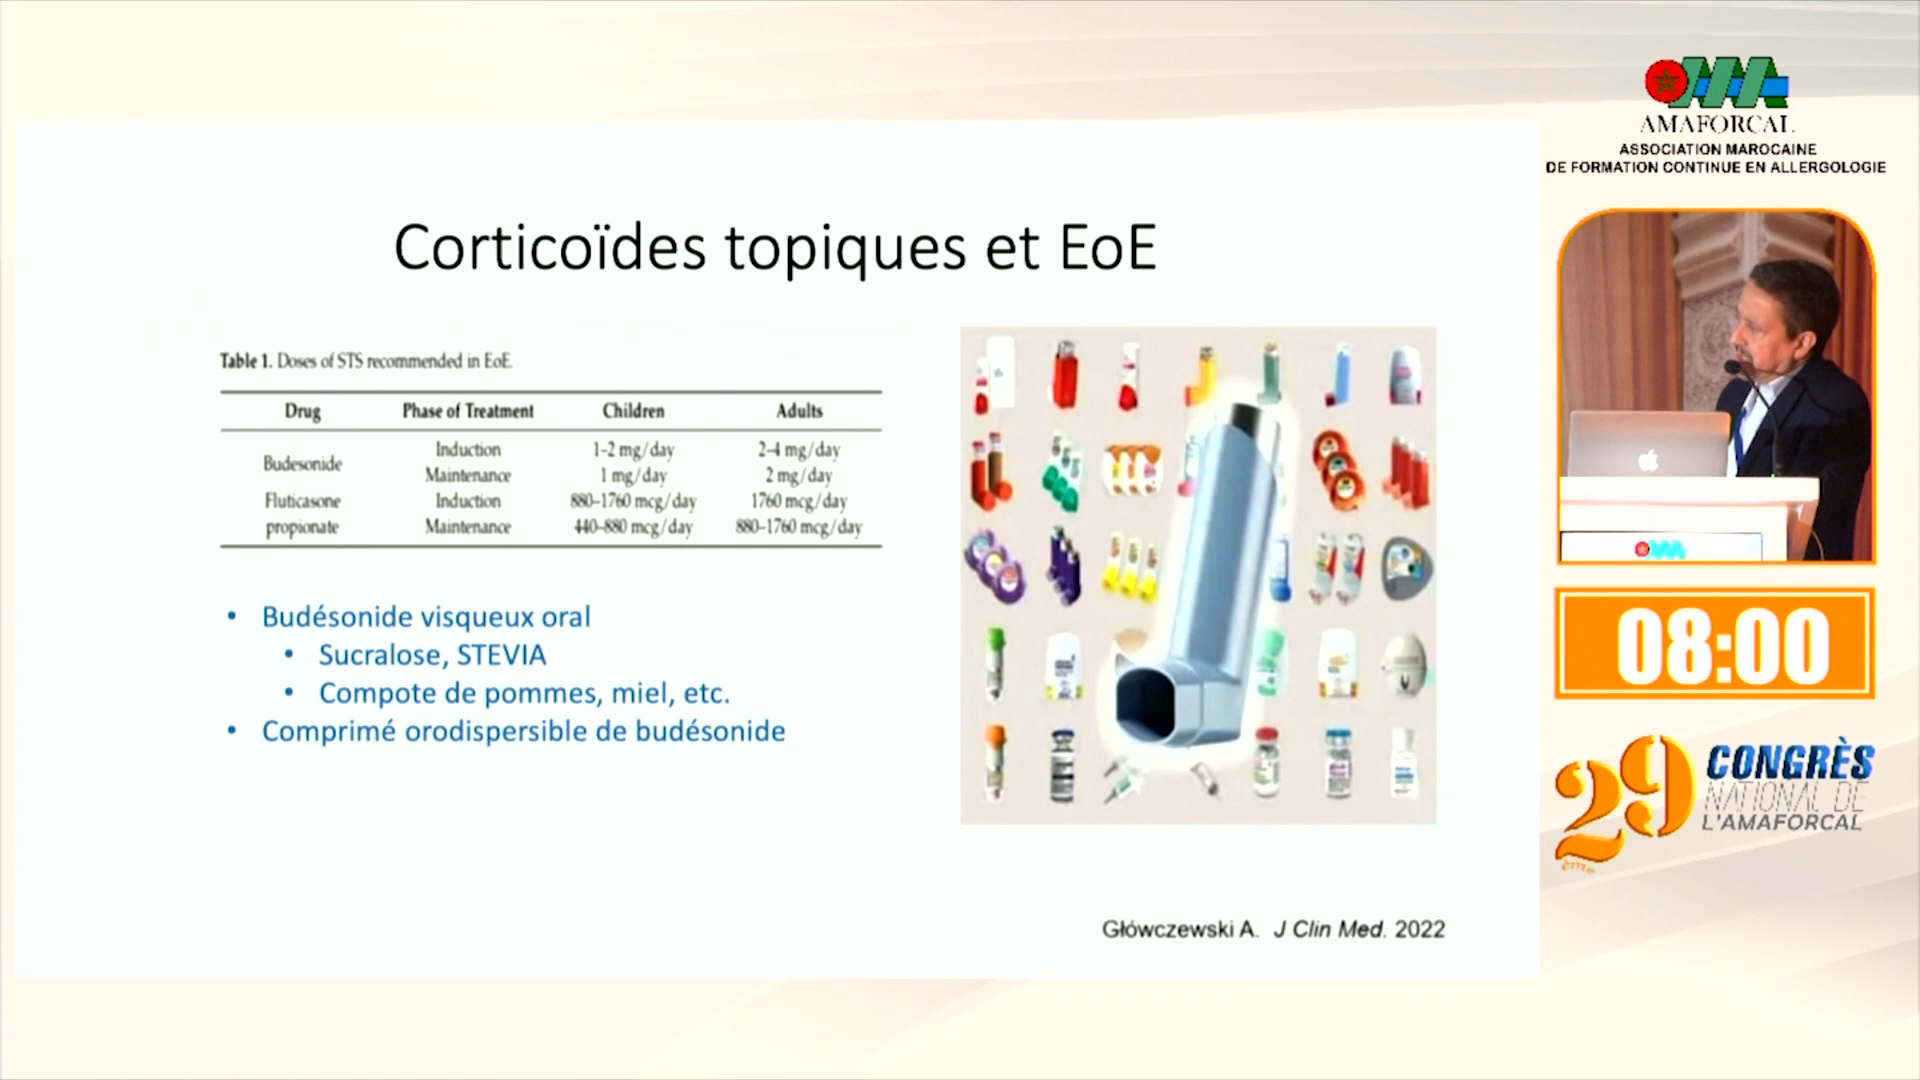 AMAFORCAL
ASSOCIATION MAROCAINE
DE FORMATION CONTINUE EN ALLERGOLOGIE
Corticoïdes topiques et EoE
Table 1. Doses of STS recommended in EoE.
Drug Phase of Treatment Children Adults
Budesonide Induction 1-2 mg/day 2-4 mg/day
Maintenance 1 mg/day 2 mg/day
Fluticasone Induction 880–1760 mcg/day 1760 mcg/day
propionate Maintenance 440–880 mcg/day 880–1760 mcg/day
• Budésonide visqueux oral
• Sucralose, STEVIA
• Compote de pommes, miel, etc.
• Comprimé orodispersible de budésonide
Główczewski A. J Clin Med. 2022
08:00
29ème CONGRÈS
NATIONAL DE
L'AMAFORCAL